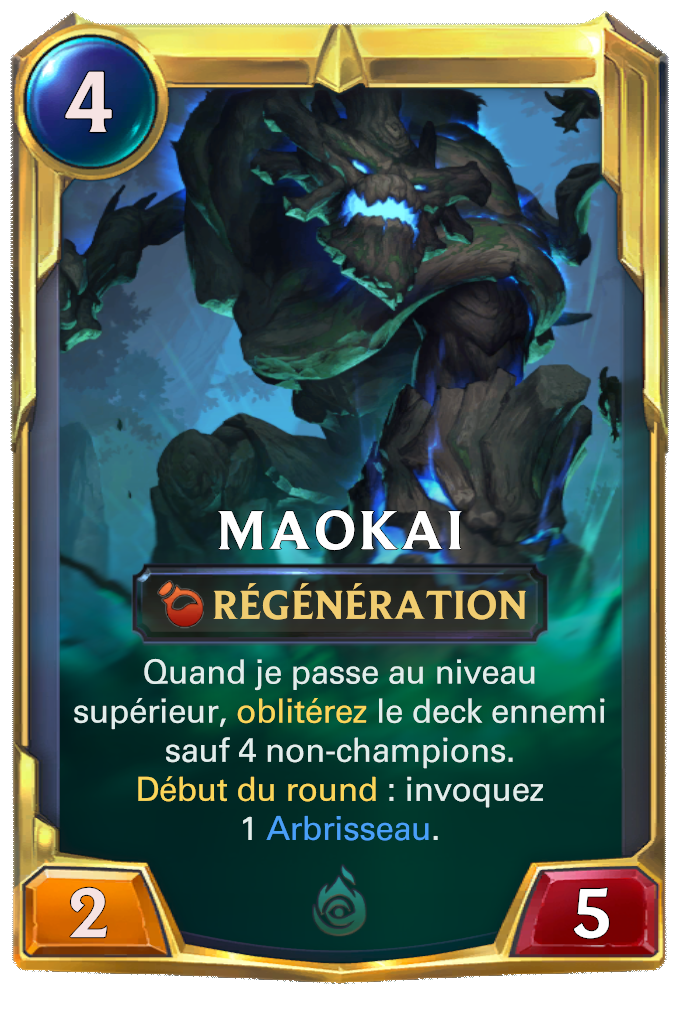 4
MAOKAI
RÉGÉNÉRATION
Quand je passe au niveau
supérieur, oblitérez le deck ennemi
sauf 4 non-champions.
Début du round : invoquez
1 Arbrisseau.
2
5